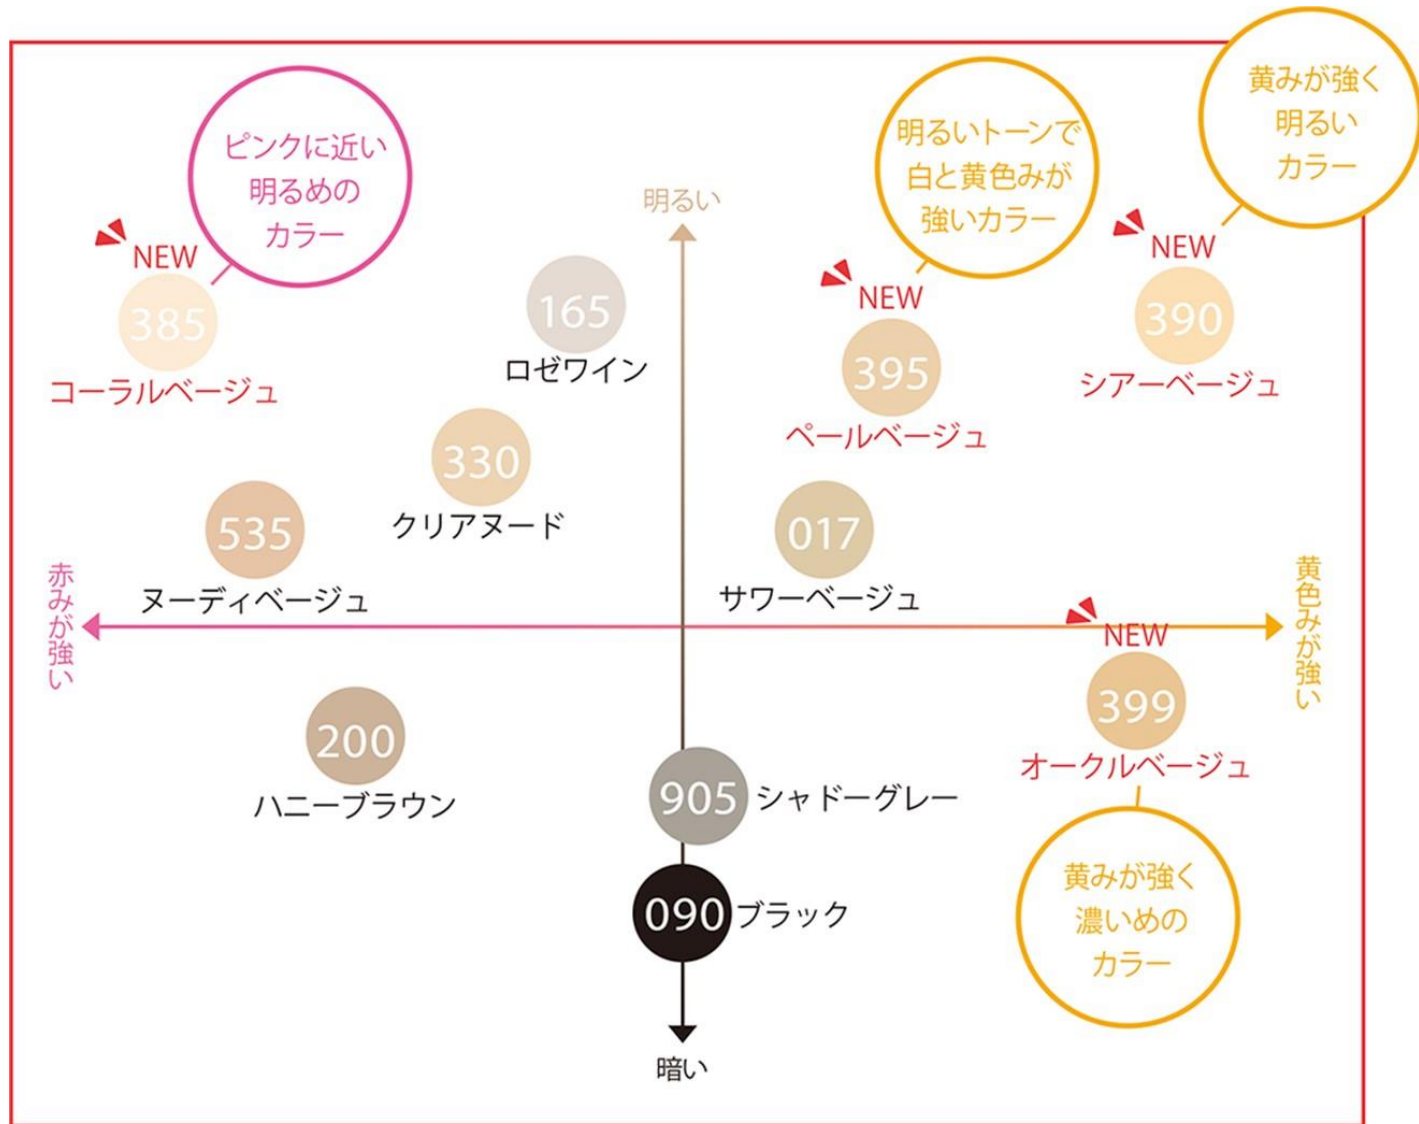 ピンクに近い
明るめの
カラー
明るいトーンで
白と黄色みが
強いカラー
黄みが強く
明るい
カラー
明るい
NEW
385
コーラルベージュ
165
ロゼワイン
NEW
395
ペールベージュ
NEW
390
シアーベージュ
330
クリアヌード
535
ヌーディベージュ
017
サワーベージュ
赤みが強い
黄色みが強い
NEW
399
オークルベージュ
200
ハニーブラウン
905 シャドーグレー
090 ブラック
黄みが強く
濃いめの
カラー
暗い